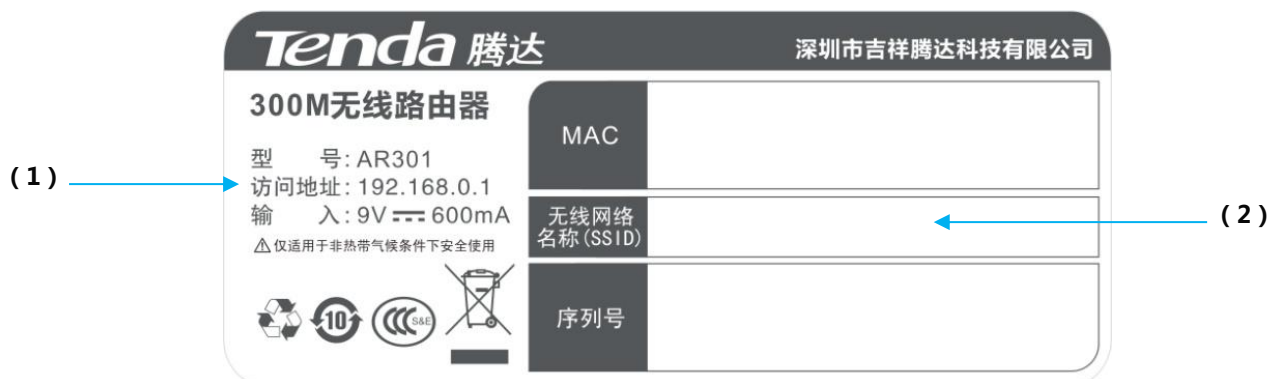 Tenda 腾达
深圳市吉祥腾达科技有限公司
300M无线路由器
型 号: AR301
访问地址: 192.168.0.1
输 入: 9V 600mA
仅适用于非热带气候条件下安全使用
10
S&E
MAC
无线网络
名称(SSID)
序列号
(1)
(2)